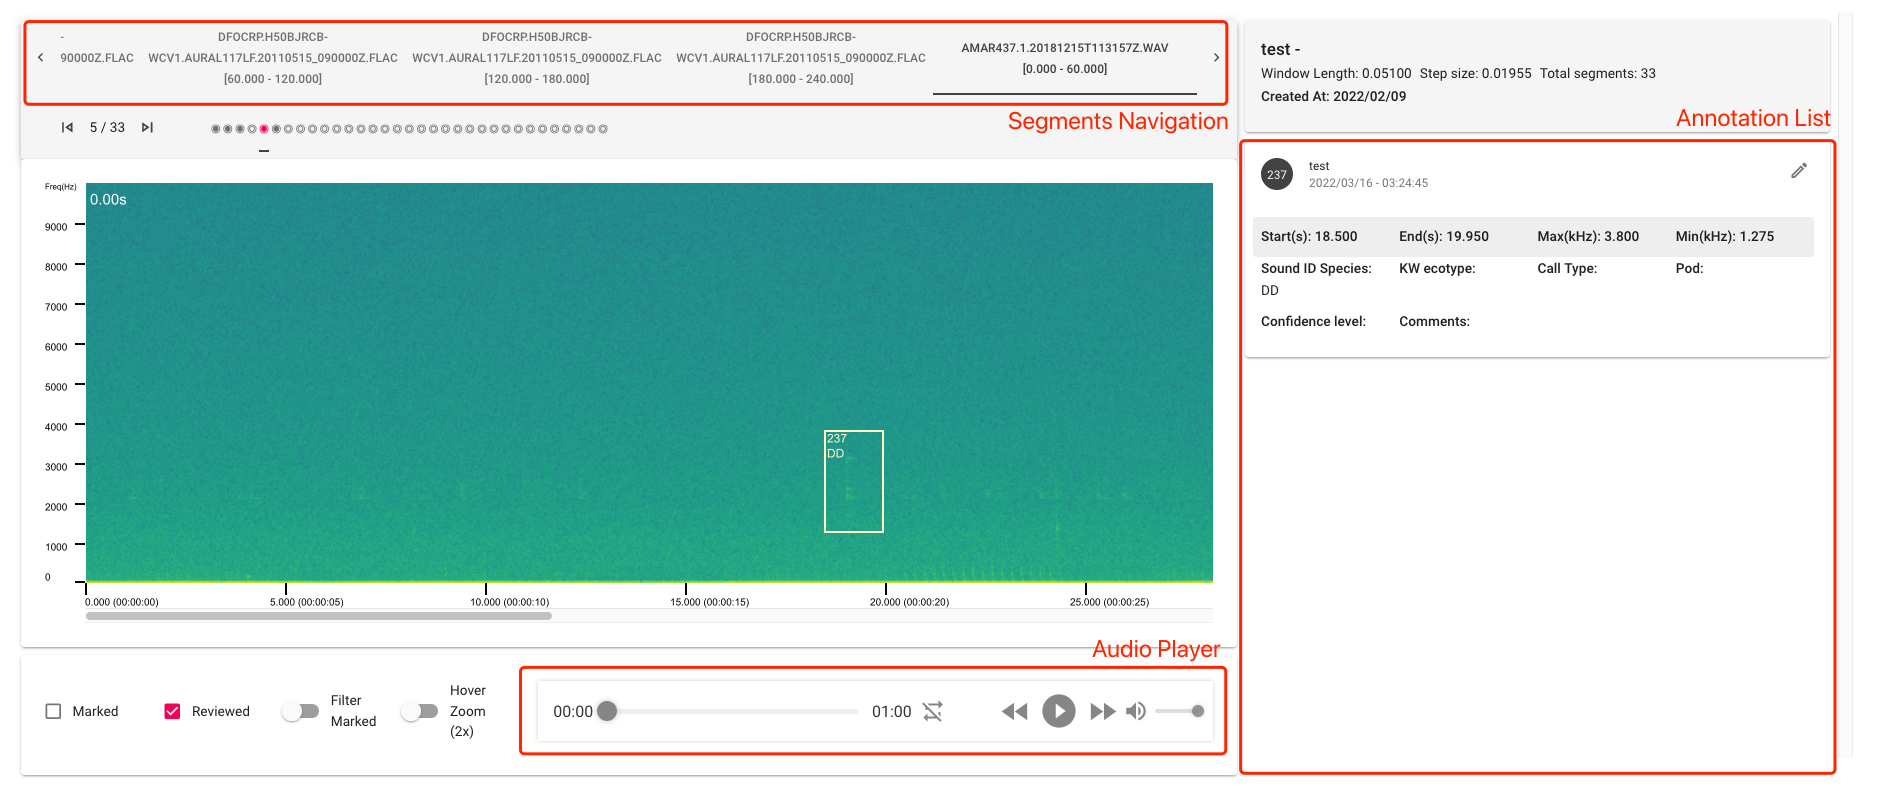 -
90000Z.FLAC
DFOCRP.H50BJRCB-
WCV1.AURAL117LF.20110515_090000Z.FLAC
[60.000 - 120.000]
DFOCRP.H50BJRCB-
WCV1.AURAL117LF.20110515_090000Z.FLAC
[120.000 - 180.000]
DFOCRP.H50BJRCB-
WCV1.AURAL117LF.20110515_090000Z.FLAC
[180.000 - 240.000]
AMAR437.1.20181215T113157Z.WAV
[0.000 - 60.000]
Segments Navigation
5 / 33
Freq(Hz)
0.00s
9000
8000
7000
6000
5000
4000
3000
2000
1000
0
237
DD
0.000 (00:00:00)
5.000 (00:00:05)
10.000 (00:00:10)
15.000 (00:00:15)
20.000 (00:00:20)
25.000 (00:00:25)
Audio Player
Marked
Reviewed
Filter
Marked
Hover
Zoom
(2x)
00:00
01:00
test -
Window Length: 0.05100 Step size: 0.01955 Total segments: 33
Created At: 2022/02/09
Annotation List
237
test
2022/03/16 - 03:24:45
Start(s): 18.500 End(s): 19.950 Max(kHz): 3.800 Min(kHz): 1.275
Sound ID Species: KW ecotype: Call Type: Pod:
DD
Confidence level: Comments: